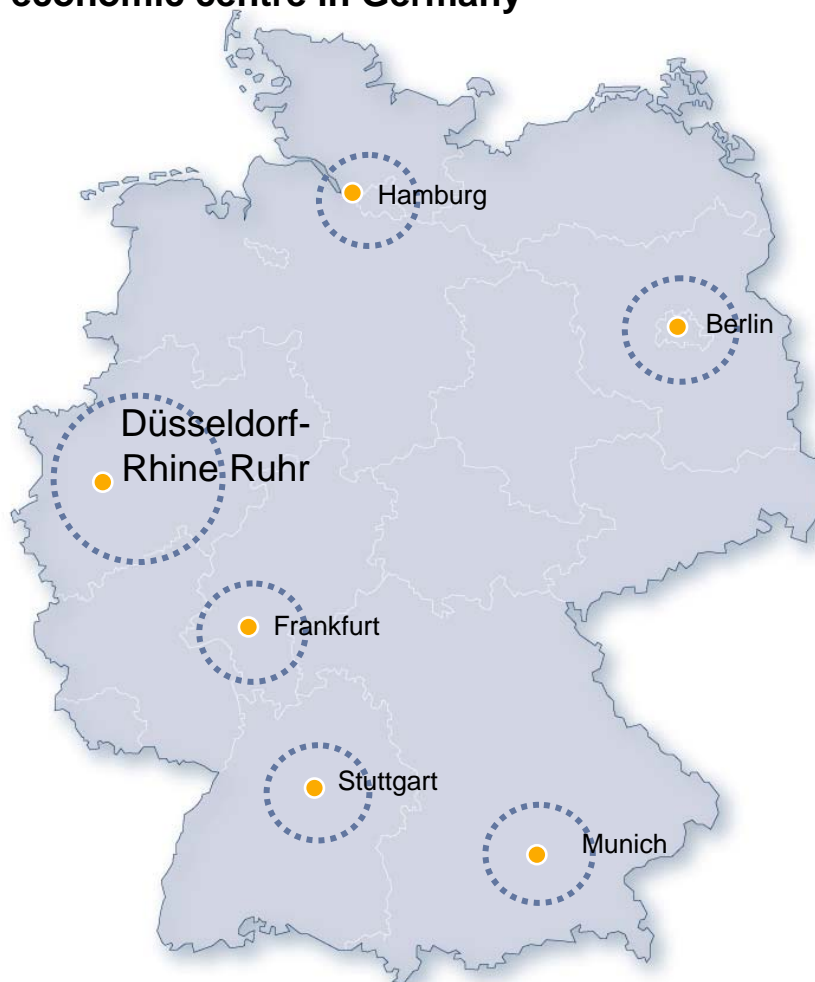 economic centre in Germany
Hamburg
Berlin
Düsseldorf-
Rhine Ruhr
Frankfurt
Stuttgart
Munich